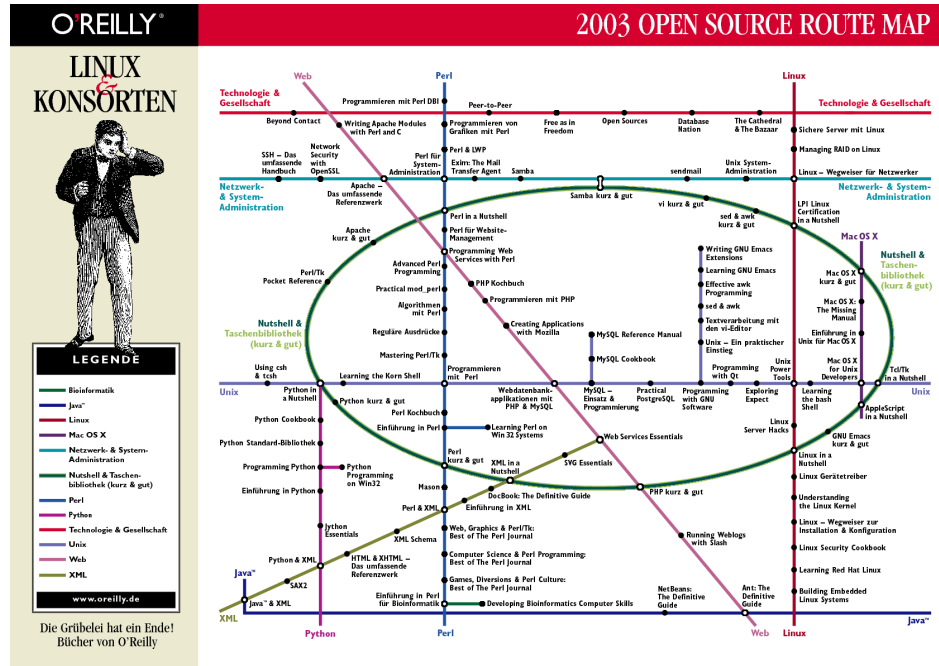 O'REILLY®
2003 OPEN SOURCE ROUTE MAP
LINUX
&
KONSORTEN
LEGENDE
Bioinformatik
Java™
Linux
Mac OS X
Netzwerk- & System-
Administration
Nutshell & Taschen-
bibliothek (kurz & gut)
Perl
Python
Technologie & Gesellschaft
Unix
Web
XML
www.oreilly.de
Die Grübelei hat ein Ende!
Bücher von O'Reilly
Web
Perl
Linux
Technologie &
Gesellschaft
Technologie & Gesellschaft
Beyond Contact
Programmieren mit Perl DBI
Peer-to-Peer
Writing Apache Modules
with Perl and C
Programmieren von
Grafiken mit Perl
Free as in
Freedom
Open Sources
Database
Nation
The Cathedral
& The Bazaar
Sichere Server mit Linux
Managing RAID on Linux
Linux – Wegweiser für Netzwerker
SSH – Das
umfassende
Handbuch
Network
Security
with
OpenSSL
Perl & LWP
Perl für
System-
Administration
Exim: The Mail
Transfer Agent
Samba
sendmail
Unix System-
Administration
Netzwerk-
& System-
Administration
Netzwerk- & System-
Administration
Apache –
Das umfassende
Referenzwerk
Samba kurz & gut
vi kurz & gut
sed & awk
kurz & gut
LPI Linux
Certification
in a Nutshell
Perl in a Nutshell
Apache
kurz & gut
Perl für Website-
Management
Programming Web
Services with Perl
Mac OS X
Nutshell &
Taschen-
bibliothek
(kurz & gut)
Perl/Tk
Pocket Reference
Advanced Perl
Programming
Practical mod_perl
PHP Kochbuch
Programmieren mit PHP
Algorithmen
mit Perl
Creating Applications
with Mozilla
Reguläre Ausdrücke
Mastering Perl/Tk
Nutshell &
Taschenbibliothek
(kurz & gut)
Writing GNU Emacs
Extensions
Learning GNU Emacs
Effective awk
Programming
sed & awk
Textverarbeitung mit
den vi-Editor
Unix – Ein praktischer
Einstieg
MySQL Reference Manual
MySQL Cookbook
Mac OS X
kurz & gut
Mac OS X:
The Missing
Manual
Einführung in
Unix für Mac OS X
Mac OS X
for Unix
Developers
Tcl/Tk
in a Nutshell
Unix
Power
Tools
Using csh
& tcsh
Unix
Python in
a Nutshell
Learning the Korn Shell
Programmieren
mit Perl
Webdatenbank-
applikationen mit
PHP & MySQL
MySQL –
Einsatz &
Programmierung
Practical
PostgreSQL
Programming
with GNU
Software
Programming
with Qt
Exploring
Expect
Learning
the bash
Shell
Unix
AppleScript
in a Nutshell
Python kurz & gut
Python Cookbook
Perl Kochbuch
Einführung in Perl
Learning Perl on
Win 32 Systems
Web Services Essentials
Linux
Server Hacks
GNU Emacs
kurz & gut
Python Standard-Bibliothek
Programming Python
Python
Programming
on Win32
Perl
kurz & gut
XML in a
Nutshell
SVG Essentials
Linux in a
Nutshell
Linux Gerätetreiber
Einführung in Python
Mason
DocBook: The Definitive Guide
Einführung in XML
PHP kurz & gut
Understanding
the Linux Kernel
Perl & XML
Jython
Essentials
XML Schema
Web, Graphics & Perl/Tk:
Best of The Perl Journal
Running Weblogs
with Slash
Linux – Wegweiser zur
Installation & Konfiguration
Linux Security Cookbook
Python & XML
HTML & XHTML –
Das umfassende
Referenzwerk
Computer Science & Perl Programming:
Best of The Perl Journal
Games, Diversions & Perl Culture:
Best of The Perl Journal
Learning Red Hat Linux
Building Embedded
Linux Systems
Java™
SAX2
Java™ & XML
XML
Einführung in Perl
für Bioinformatik
Developing Bioinformatics Computer Skills
NetBeans:
The Definitive
Guide
Ant: The
Definitive
Guide
Python
Perl
Web
Linux
Java™